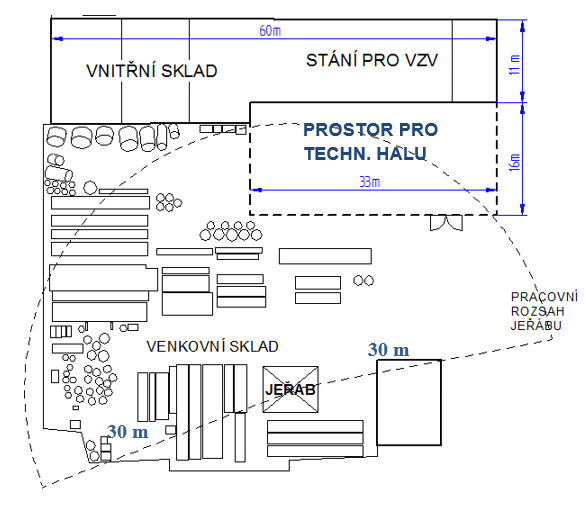 60m
VNITŘNÍ SKLAD
STÁNÍ PRO VZV
11 m
PROSTOR PRO
TECHN. HALU
16m
33m
PRACOVNÍ
ROZSAH
JEŘÁBU
VENKOVNÍ SKLAD
30 m
JEŘÁB
30 m